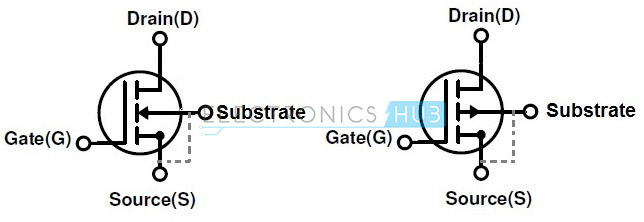 Drain(D)
Substrate
Gate(G)
Source(S)
Drain(D)
Substrate
Gate(G)
Source(S)
ELECTRONICS HUB